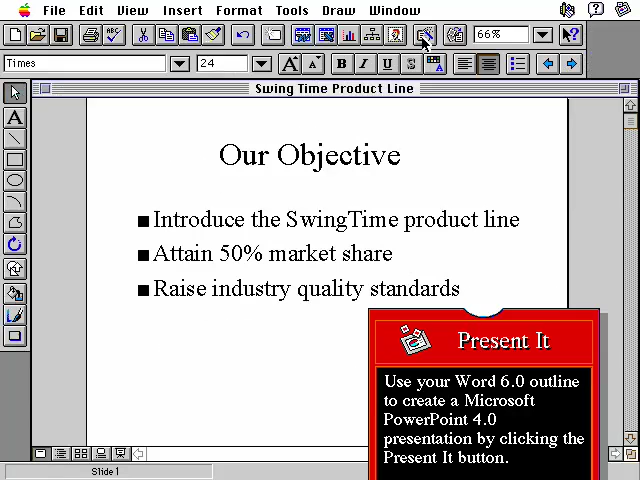 File Edit View Insert Format Tools Draw Window
ABC
66%
Times 24 A A B I U S A
Swing Time Product Line
A
Our Objective
Introduce the SwingTime product line
Attain 50% market share
Raise industry quality standards
Present It
Use your Word 6.0 outline
to create a Microsoft
PowerPoint 4.0
presentation by clicking the
Present It button.
Slide 1